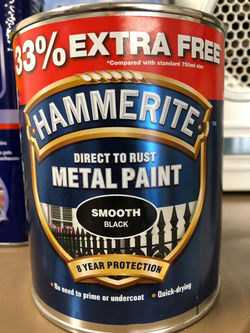 33% EXTRA FREE
*Compared with standard 750ml size
HAMMERITE
DIRECT TO RUST
METAL PAINT
SMOOTH
BLACK
8 YEAR PROTECTION
• No need to prime or undercoat • Quick-drying